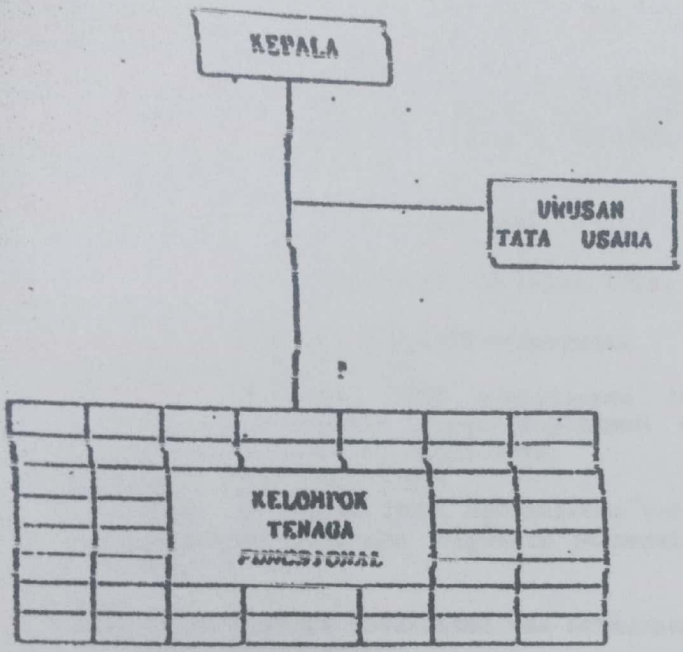 KEPALA
URUSAN
TATA USAHA
KELOMPOK
TENAGA
FUNGSIONAL